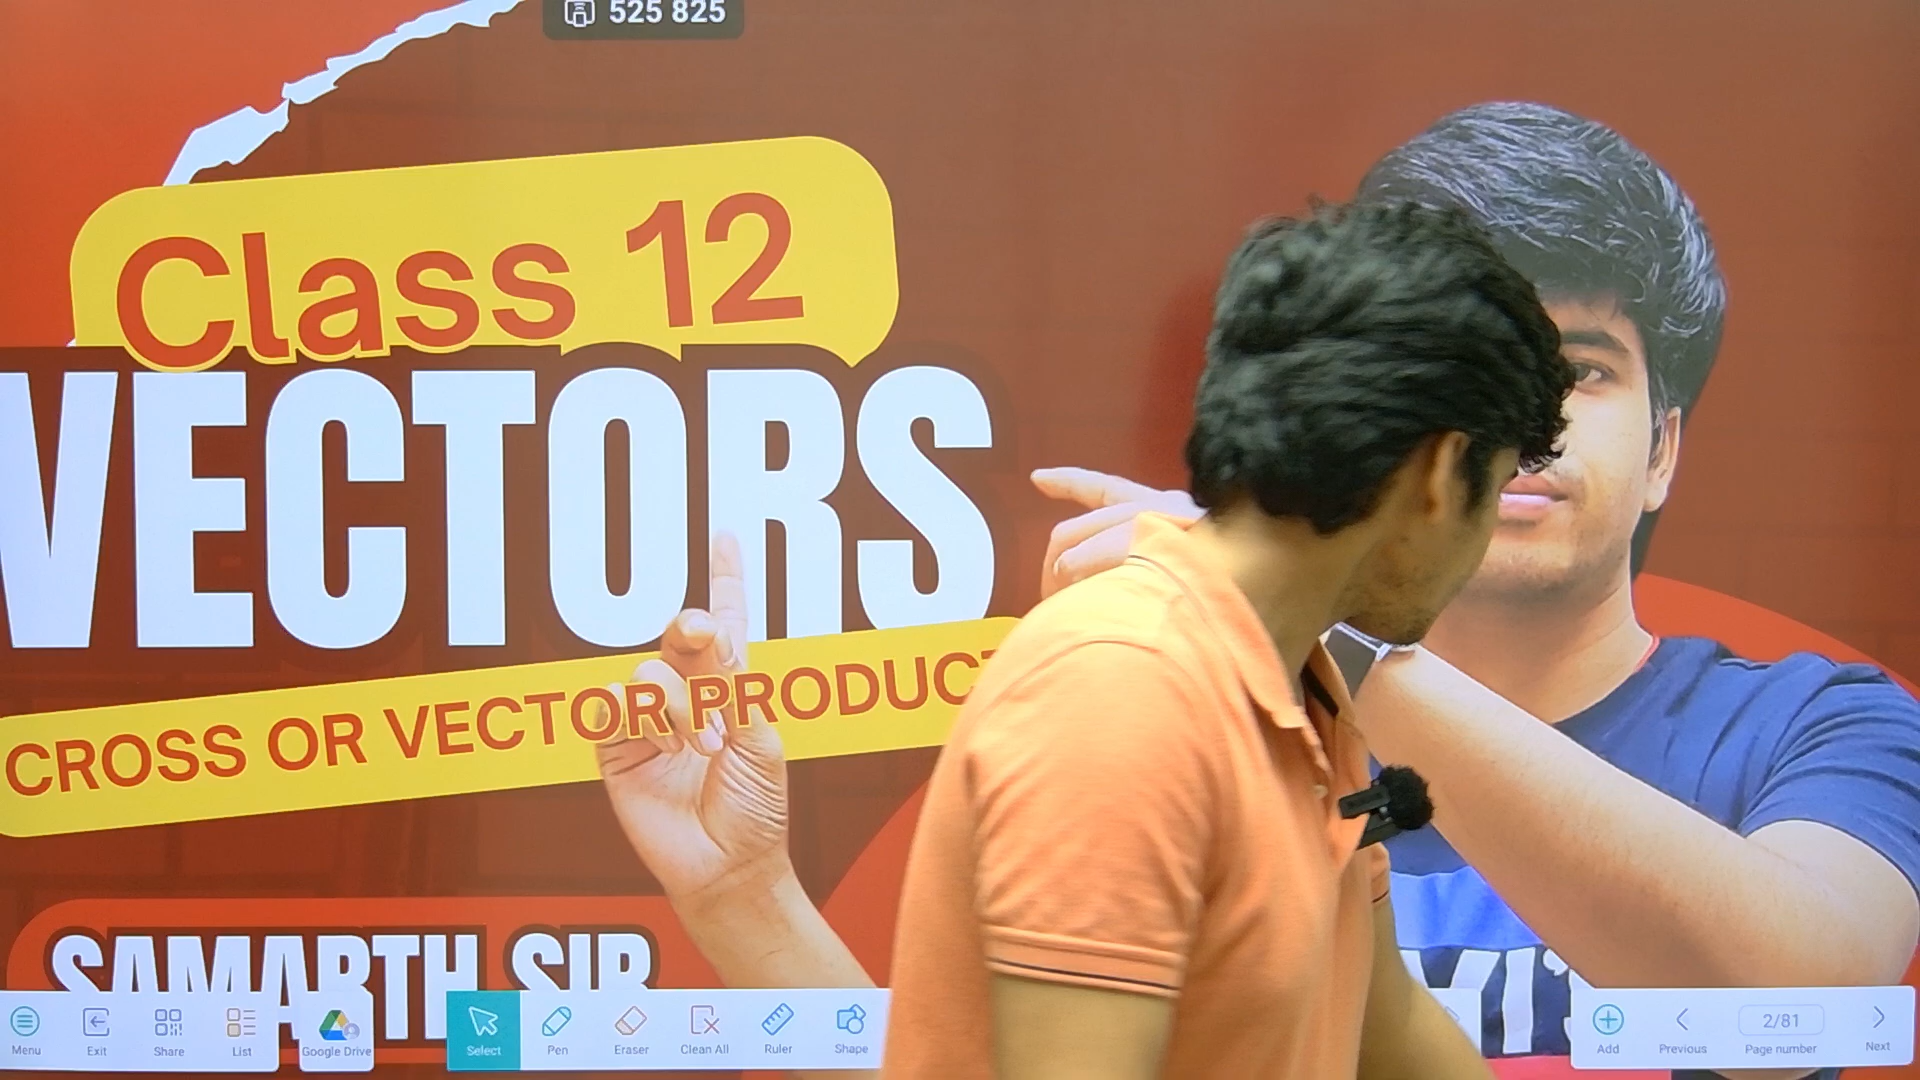 525 825
Class 12
VECTORS
CROSS OR VECTOR PRODUCT
SAMARTH SIR
Menu
Exit
Share
List
Google Drive
Select
Pen
Eraser
Clean All
Ruler
Shape
Add
Previous
2/81
Page number
Next